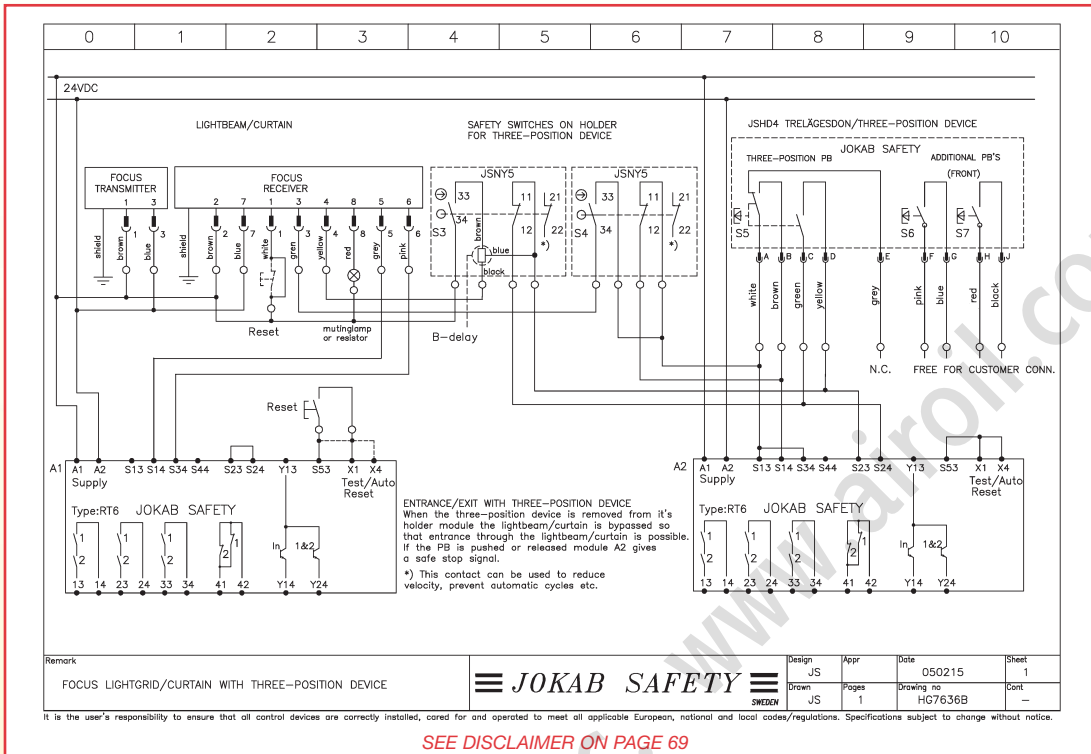 0 1 2 3 4 5 6 7 8 9 10
24VDC
LIGHTBEAM/CURTAIN
SAFETY SWITCHES ON HOLDER
FOR THREE-POSITION DEVICE
JSHD4 TRELÄGESDON/THREE-POSITION DEVICE
FOCUS
TRANSMITTER
1 3
FOCUS
RECEIVER
2 7 1 3 4 8 5 6
JSNY5
33 11 21
S3 34 12 22
*)
JSNY5
33 11 21
S4 34 12 22
*)
JOKAB SAFETY
THREE-POSITION PB
ADDITIONAL PB'S
(FRONT)
S5 S6 S7
A B C D E F G H J
1 3
2 7 1 3 4 8 5 6
shield brown blue shield brown blue white gren yellow red grey pink
brown
blue
black
white brown green yellow grey pink blue red black
Reset
mutinglamp
or resistor
B-delay
N.C. FREE FOR CUSTOMER CONN.
Reset
A1 A1 A2 S13 S14 S34 S44 S23 S24 Y13 S53 X1 X4
Supply
Test/Auto
Reset
Type:RT6 JOKAB SAFETY
1 1 1 1
2 2 2 2
In 1&2
13 14 23 24 33 34 41 42 Y14 Y24
ENTRANCE/EXIT WITH THREE-POSITION DEVICE
When the three-position device is removed from it's
holder module the lightbeam/curtain is bypassed so
that entrance through the lightbeam/curtain is possible.
If the PB is pushed or released module A2 gives
a safe stop signal.
*) This contact can be used to reduce
velocity, prevent automatic cycles etc.
A2 A1 A2 S13 S14 S34 S44 S23 S24 Y13 S53 X1 X4
Supply
Test/Auto
Reset
Type:RT6 JOKAB SAFETY
1 1 1 1
2 2 2 2
In 1&2
13 14 23 24 33 34 41 42 Y14 Y24
www.airoil.co
Remark
FOCUS LIGHTGRID/CURTAIN WITH THREE-POSITION DEVICE
JOKAB SAFETY
SWEDEN
Design Appr Date Sheet
JS 050215 1
Drawn Pages Drawing no Cont
JS 1 HG7636B -
It is the user's responsibility to ensure that all control devices are correctly installed, cared for and operated to meet all applicable European, national and local codes/regulations. Specifications subject to change without notice.
SEE DISCLAIMER ON PAGE 69